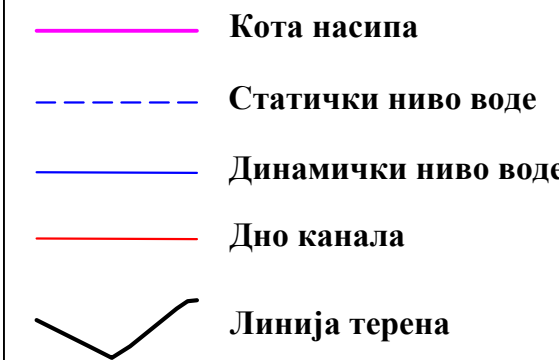 Кота насипа
Статички ниво воде
Динамички ниво воде
Дно канала
Линија терена